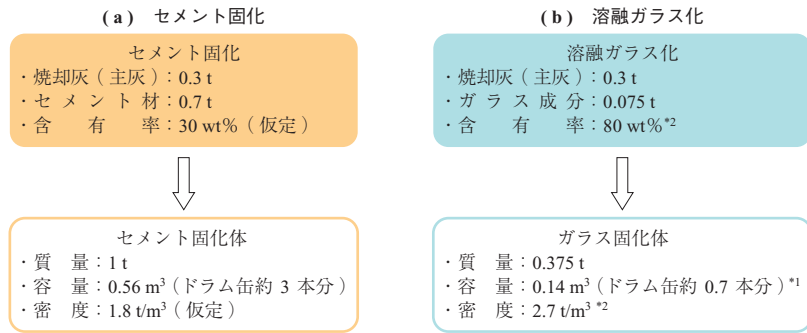 (a) セメント固化
セメント固化
・焼却灰(主灰):0.3 t
・セメント材:0.7 t
・含有率:30 wt%(仮定)
セメント固化体
・質量:1 t
・容量:0.56 m³(ドラム缶約 3 本分)
・密度:1.8 t/m³(仮定)
(b) 溶融ガラス化
溶融ガラス化
・焼却灰(主灰):0.3 t
・ガラス成分:0.075 t
・含有率:80 wt%*2
ガラス固化体
・質量:0.375 t
・容量:0.14 m³(ドラム缶約 0.7 本分)*1
・密度:2.7 t/m³ *2